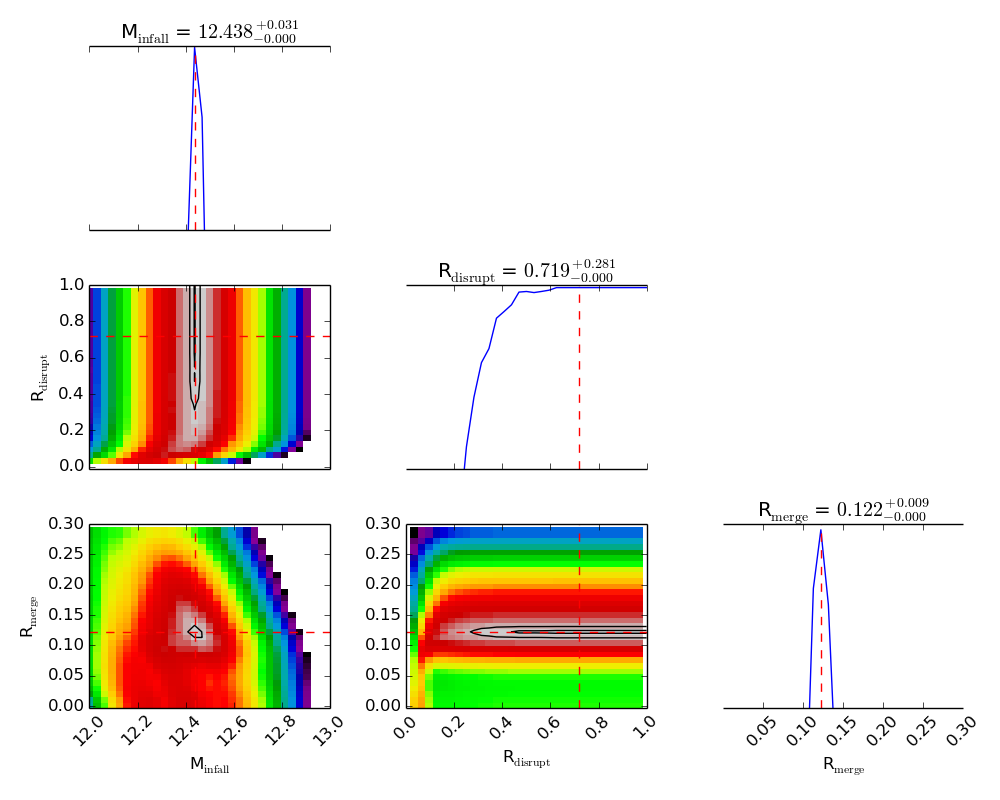 M_infall = 12.438 +0.031 -0.000
R_disrupt = 0.719 +0.281 -0.000
1.0
0.8
0.6
0.4
0.2
0.0
R_disrupt
R_merge = 0.122 +0.009 -0.000
0.30
0.25
0.20
0.15
0.10
0.05
0.00
R_merge
12.0 12.2 12.4 12.6 12.8 13.0
M_infall
0.30
0.25
0.20
0.15
0.10
0.05
0.00
0.0 0.2 0.4 0.6 0.8 1.0
R_disrupt
0.05 0.10 0.15 0.20 0.25 0.30
R_merge